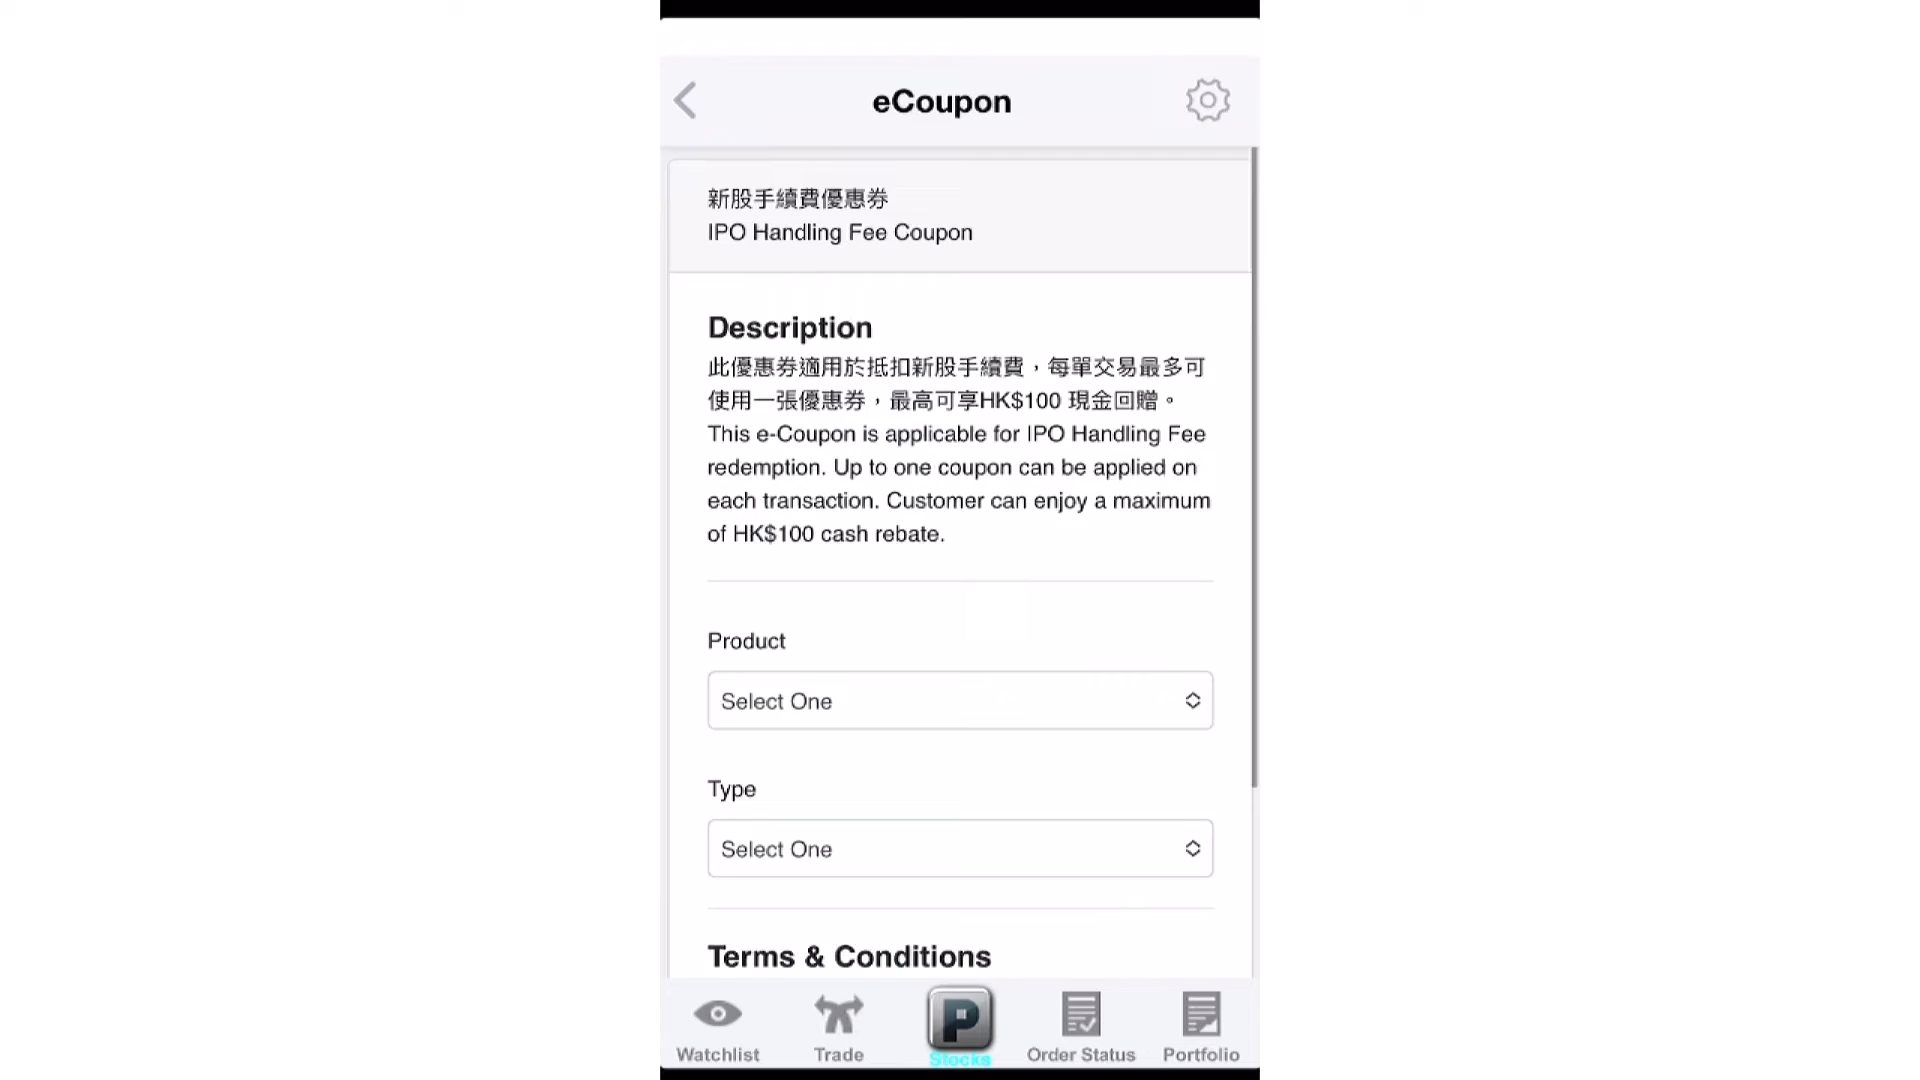 eCoupon
新股手續費優惠券
IPO Handling Fee Coupon
Description
此優惠券適用於抵扣新股手續費，每單交易最多可
使用一張優惠券，最高可享HK$100 現金回贈。
This e-Coupon is applicable for IPO Handling Fee
redemption. Up to one coupon can be applied on
each transaction. Customer can enjoy a maximum
of HK$100 cash rebate.
Product
Select One
Type
Select One
Terms & Conditions
P
Watchlist
Trade
Stocks
Order Status
Portfolio